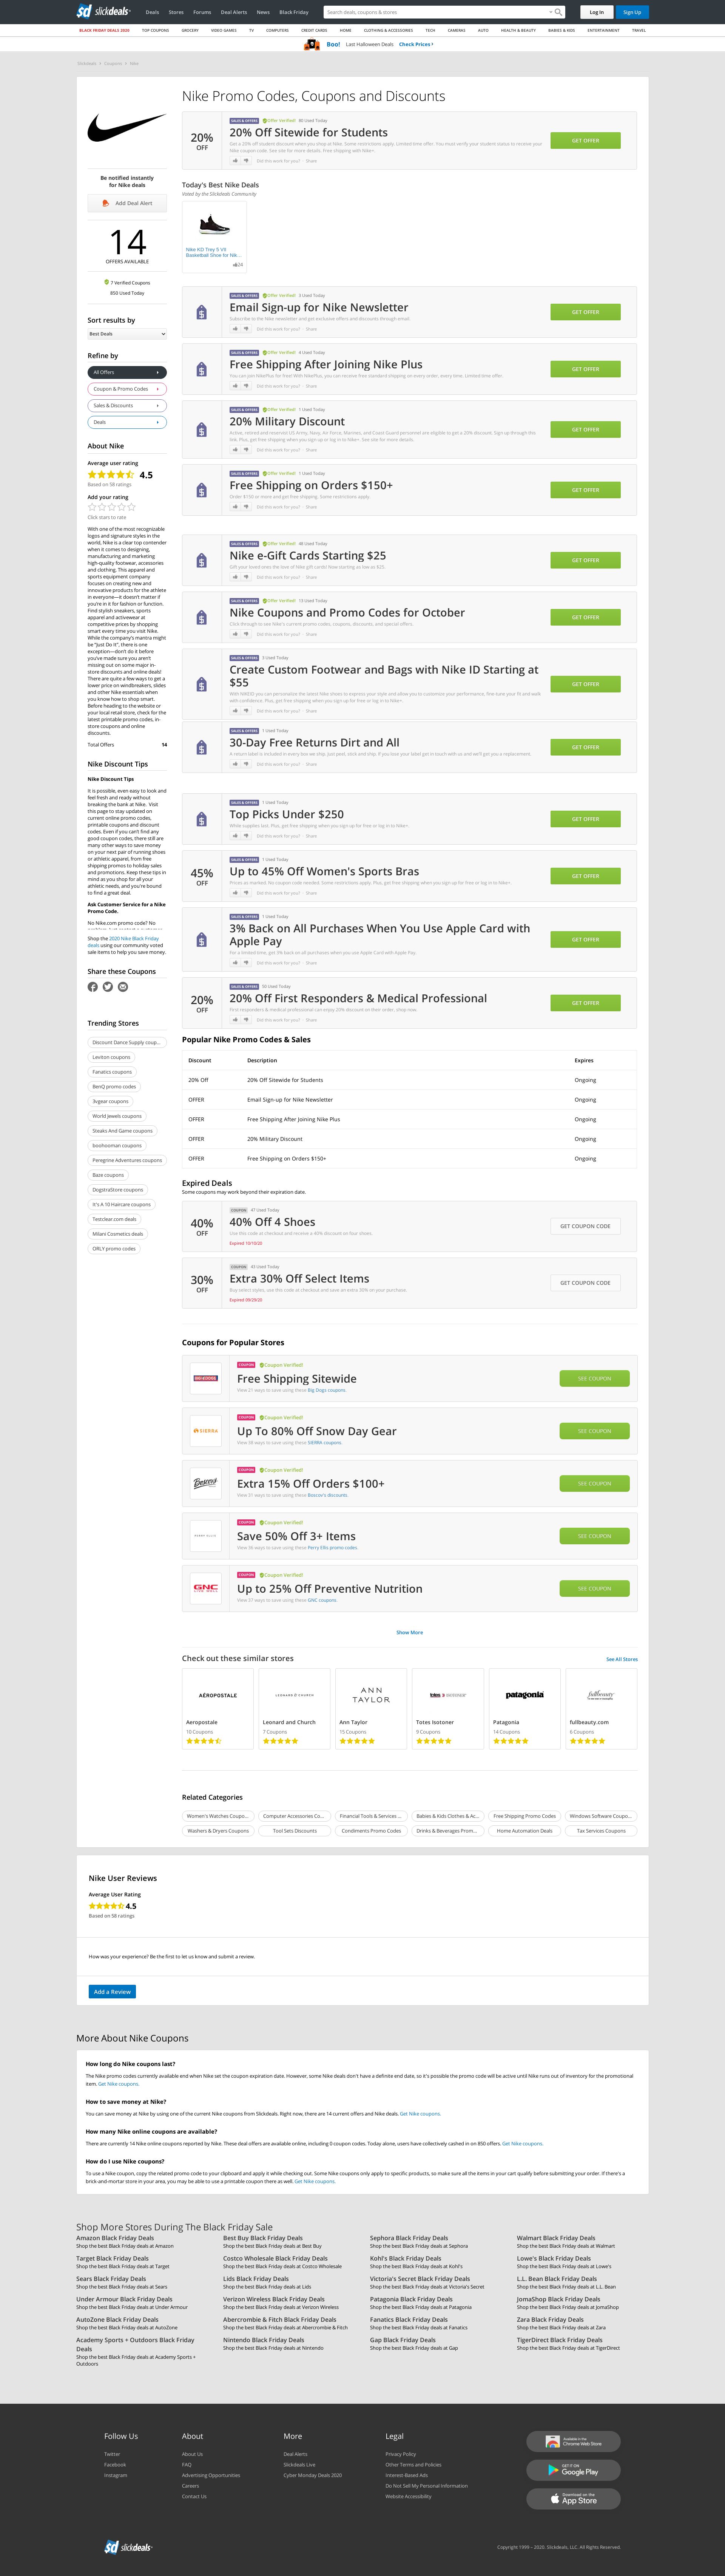 slickdeals
Deals Stores Forums Deal Alerts News Black Friday
Search deals, coupons & stores
Log In Sign Up
BLACK FRIDAY DEALS 2020 TOP COUPONS GROCERY VIDEO GAMES TV COMPUTERS CREDIT CARDS HOME CLOTHING & ACCESSORIES TECH CAMERAS AUTO HEALTH & BEAUTY BABIES & KIDS ENTERTAINMENT TRAVEL
Boo! Last Halloween Deals Check Prices ›
Slickdeals > Coupons > Nike
Be notified instantly
for Nike deals
Add Deal Alert
14
OFFERS AVAILABLE
7 Verified Coupons
850 Used Today
Sort results by
Best Deals
Refine by
All Offers
Coupon & Promo Codes
Sales & Discounts
Deals
About Nike
Average user rating
4.5
Based on 58 ratings
Add your rating
Click stars to rate
With one of the most recognizable
logos and signature styles in the
world, Nike is a clear top contender
when it comes to designing,
manufacturing and marketing
high-quality footwear, accessories
and clothing. This apparel and
sports equipment company
focuses on creating new and
innovative products for the athlete
in everyone—it doesn't matter if
you're in it for fashion or function.
Find stylish sneakers, sports
apparel and activewear at
competitive prices by shopping
smart every time you visit Nike.
While the company's mantra might
be "Just Do It", there is one
exception—don't do it before
you've made sure you aren't
missing out on some major in-
store discounts and online deals!
There are quite a few ways to get a
lower price on windbreakers, slides
and other Nike essentials when
you know how to shop smart.
Before heading to the website or
your local retail store, check for the
latest printable promo codes, in-
store coupons and online
discounts.
Total Offers 14
Nike Discount Tips
Nike Discount Tips
It is possible, even easy to look and
feel fresh and ready without
breaking the bank at Nike. Visit
this page to stay updated on
current online promo codes,
printable coupons and discount
codes. Even if you can't find any
good coupon codes, there still are
many other ways to save money
on your next pair of running shoes
or athletic apparel, from free
shipping promos to holiday sales
and promotions. Keep these tips in
mind as you shop for all your
athletic needs, and you're bound
to find a great deal.
Ask Customer Service for a Nike
Promo Code.
No Nike.com promo code? No
Shop the 2020 Nike Black Friday
deals using our community voted
sale items to help you save money.
Share these Coupons
Trending Stores
Discount Dance Supply coup...
Leviton coupons
Fanatics coupons
BenQ promo codes
3vgear coupons
World Jewels coupons
Steaks And Game coupons
boohooman coupons
Peregrine Adventures coupons
Baze coupons
DogstraStore coupons
It's A 10 Haircare coupons
Testclear.com deals
Milani Cosmetics deals
ORLY promo codes
Nike Promo Codes, Coupons and Discounts
20%
OFF
SALES & OFFERS Offer Verified! 80 Used Today
20% Off Sitewide for Students
Get a 20% off student discount when you shop at Nike. Some restrictions apply. Limited-time offer. You must verify your student status to receive your
Nike coupon code. See site for more details. Free shipping with Nike+
Did this work for you? · Share
GET OFFER
Today's Best Nike Deals
Voted by the Slickdeals Community
Nike KD Trey 5 VII
Basketball Shoe for Nik...
24
SALES & OFFERS Offer Verified! 3 Used Today
Email Sign-up for Nike Newsletter
Subscribe to the Nike newsletter and get exclusive offers and discounts through email.
Did this work for you? · Share
GET OFFER
SALES & OFFERS Offer Verified! 4 Used Today
Free Shipping After Joining Nike Plus
You can join NikePlus for free! With NikePlus, you can receive free standard shipping on every order, every time. Limited time offer.
Did this work for you? · Share
GET OFFER
SALES & OFFERS Offer Verified! 1 Used Today
20% Military Discount
Active, retired and reservist US Army, Navy, Air Force, Marines, and Coast Guard personnel are eligible to get a 20% discount. Sign up through this
link. Plus, get free shipping when you sign up or log in to Nike+. See site for more details.
Did this work for you? · Share
GET OFFER
SALES & OFFERS Offer Verified! 1 Used Today
Free Shipping on Orders $150+
Order $150 or more and get free shipping. Some restrictions apply.
Did this work for you? · Share
GET OFFER
SALES & OFFERS Offer Verified! 48 Used Today
Nike e-Gift Cards Starting $25
Gift your loved ones the love of Nike gift cards! Now starting as low as $25.
Did this work for you? · Share
GET OFFER
SALES & OFFERS Offer Verified! 13 Used Today
Nike Coupons and Promo Codes for October
Click through to see Nike's current promo codes, coupons, discounts, and special offers.
Did this work for you? · Share
GET OFFER
SALES & OFFERS 3 Used Today
Create Custom Footwear and Bags with Nike ID Starting at
$55
With NIKEiD you can personalize the latest Nike shoes to express your style and allow you to customise your performance, fine-tune your fit and walk
with confidence. Plus, get free shipping when you sign up for free or log in to Nike+.
Did this work for you? · Share
GET OFFER
SALES & OFFERS 1 Used Today
30-Day Free Returns Dirt and All
A return label is included in every box we ship. Just peel, stick and ship. If you lose your label get in touch with us and we'll get you a replacement.
Did this work for you? · Share
GET OFFER
SALES & OFFERS 1 Used Today
Top Picks Under $250
While supplies last. Plus, get free shipping when you sign up for free or log in to Nike+.
Did this work for you? · Share
GET OFFER
45%
OFF
SALES & OFFERS 1 Used Today
Up to 45% Off Women's Sports Bras
Prices as marked. No coupon code needed. Some restrictions apply. Plus, get free shipping when you sign up for free or log in to Nike+.
Did this work for you? · Share
GET OFFER
SALES & OFFERS 1 Used Today
3% Back on All Purchases When You Use Apple Card with
Apple Pay
For a limited time, get 3% back on all purchases when you use Apple Card with Apple Pay.
Did this work for you? · Share
GET OFFER
20%
OFF
SALES & OFFERS 50 Used Today
20% Off First Responders & Medical Professional
First responders & medical professional can enjoy 20% discount on their order, shop now.
Did this work for you? · Share
GET OFFER
Popular Nike Promo Codes & Sales
Discount Description Expires
20% Off 20% Off Sitewide for Students Ongoing
OFFER Email Sign-up for Nike Newsletter Ongoing
OFFER Free Shipping After Joining Nike Plus Ongoing
OFFER 20% Military Discount Ongoing
OFFER Free Shipping on Orders $150+ Ongoing
Expired Deals
Some coupons may work beyond their expiration date.
40%
OFF
COUPON 47 Used Today
40% Off 4 Shoes
Use this code at checkout and receive a 40% discount on four shoes.
Expired 10/10/20
GET COUPON CODE
30%
OFF
COUPON 43 Used Today
Extra 30% Off Select Items
Buy select styles, use this code at checkout and save an extra 30% on your purchase.
Expired 09/29/20
GET COUPON CODE
Coupons for Popular Stores
COUPON Coupon Verified!
Free Shipping Sitewide
View 21 ways to save using these Big Dogs coupons.
SEE COUPON
SIERRA
COUPON Coupon Verified!
Up To 80% Off Snow Day Gear
View 38 ways to save using these SIERRA coupons.
SEE COUPON
Boscov's
COUPON Coupon Verified!
Extra 15% Off Orders $100+
View 31 ways to save using these Boscov's discounts.
SEE COUPON
PERRY ELLIS
COUPON Coupon Verified!
Save 50% Off 3+ Items
View 30 ways to save using these Perry Ellis promo codes.
SEE COUPON
GNC
LIVE WELL
COUPON Coupon Verified!
Up to 25% Off Preventive Nutrition
View 37 ways to save using these GNC coupons.
SEE COUPON
Show More
Check out these similar stores See All Stores
AÉROPOSTALE LEONARD & CHURCH ANN TAYLOR totes ISOTONER patagonia fullbeauty
Aeropostale Leonard and Church Ann Taylor Totes Isotoner Patagonia fullbeauty.com
10 Coupons 7 Coupons 15 Coupons 9 Coupons 14 Coupons 6 Coupons
Related Categories
Women's Watches Coupo... Computer Accessories Co... Financial Tools & Services ... Babies & Kids Clothes & Ac... Free Shipping Promo Codes Windows Software Coupo...
Washers & Dryers Coupons Tool Sets Discounts Condiments Promo Codes Drinks & Beverages Prom... Home Automation Deals Tax Services Coupons
Nike User Reviews
Average User Rating
4.5
Based on 58 ratings
How was your experience? Be the first to let us know and submit a review.
Add a Review
More About Nike Coupons
How long do Nike coupons last?
The Nike promo codes currently available end when Nike set the coupon expiration date. However, some Nike deals don't have a definite end date, so it's possible the promo code will be active until Nike runs out of inventory for the promotional
item. Get Nike coupons.
How to save money at Nike?
You can save money at Nike by using one of the current Nike coupons from Slickdeals. Right now, there are 14 current offers and Nike deals. Get Nike coupons.
How many Nike online coupons are available?
There are currently 14 Nike online coupons reported by Nike. These deal offers are available online, including 0 coupon codes. Today alone, users have collectively cashed in on 850 offers. Get Nike coupons.
How do I use Nike coupons?
To use a Nike coupon, copy the related promo code to your clipboard and apply it while checking out. Some Nike coupons only apply to specific products, so make sure all the items in your cart qualify before submitting your order. If there's a
brick-and-mortar store in your area, you may be able to use a printable coupon there as well. Get Nike coupons.
Shop More Stores During The Black Friday Sale
Amazon Black Friday Deals Best Buy Black Friday Deals Sephora Black Friday Deals Walmart Black Friday Deals
Shop the best Black Friday deals at Amazon Shop the best Black Friday deals at Best Buy Shop the best Black Friday deals at Sephora Shop the best Black Friday deals at Walmart
Target Black Friday Deals Costco Wholesale Black Friday Deals Kohl's Black Friday Deals Lowe's Black Friday Deals
Shop the best Black Friday deals at Target Shop the best Black Friday deals at Costco Wholesale Shop the best Black Friday deals at Kohl's Shop the best Black Friday deals at Lowe's
Sears Black Friday Deals Lids Black Friday Deals Victoria's Secret Black Friday Deals L.L. Bean Black Friday Deals
Shop the best Black Friday deals at Sears Shop the best Black Friday deals at Lids Shop the best Black Friday deals at Victoria's Secret Shop the best Black Friday deals at L.L. Bean
Under Armour Black Friday Deals Verizon Wireless Black Friday Deals Patagonia Black Friday Deals JomaShop Black Friday Deals
Shop the best Black Friday deals at Under Armour Shop the best Black Friday deals at Verizon Wireless Shop the best Black Friday deals at Patagonia Shop the best Black Friday deals at JomaShop
AutoZone Black Friday Deals Abercrombie & Fitch Black Friday Deals Fanatics Black Friday Deals Zara Black Friday Deals
Shop the best Black Friday deals at AutoZone Shop the best Black Friday deals at Abercrombie & Fitch Shop the best Black Friday deals at Fanatics Shop the best Black Friday deals at Zara
Academy Sports + Outdoors Black Friday
Deals
Nintendo Black Friday Deals Gap Black Friday Deals TigerDirect Black Friday Deals
Shop the best Black Friday deals at Nintendo Shop the best Black Friday deals at Gap Shop the best Black Friday deals at TigerDirect
Shop the best Black Friday deals at Academy Sports +
Outdoors
Follow Us
Twitter
Facebook
Instagram
About
About Us
FAQ
Advertising Opportunities
Careers
Contact Us
More
Deal Alerts
Slickdeals Live
Cyber Monday Deals 2020
Legal
Privacy Policy
Other Terms and Policies
Interest-Based Ads
Do Not Sell My Personal Information
Website Accessibility
Available in the
Chrome Web Store
GET IT ON
Google Play
Download on the
App Store
slickdeals
Copyright 1999 – 2020. Slickdeals, LLC. All Rights Reserved.